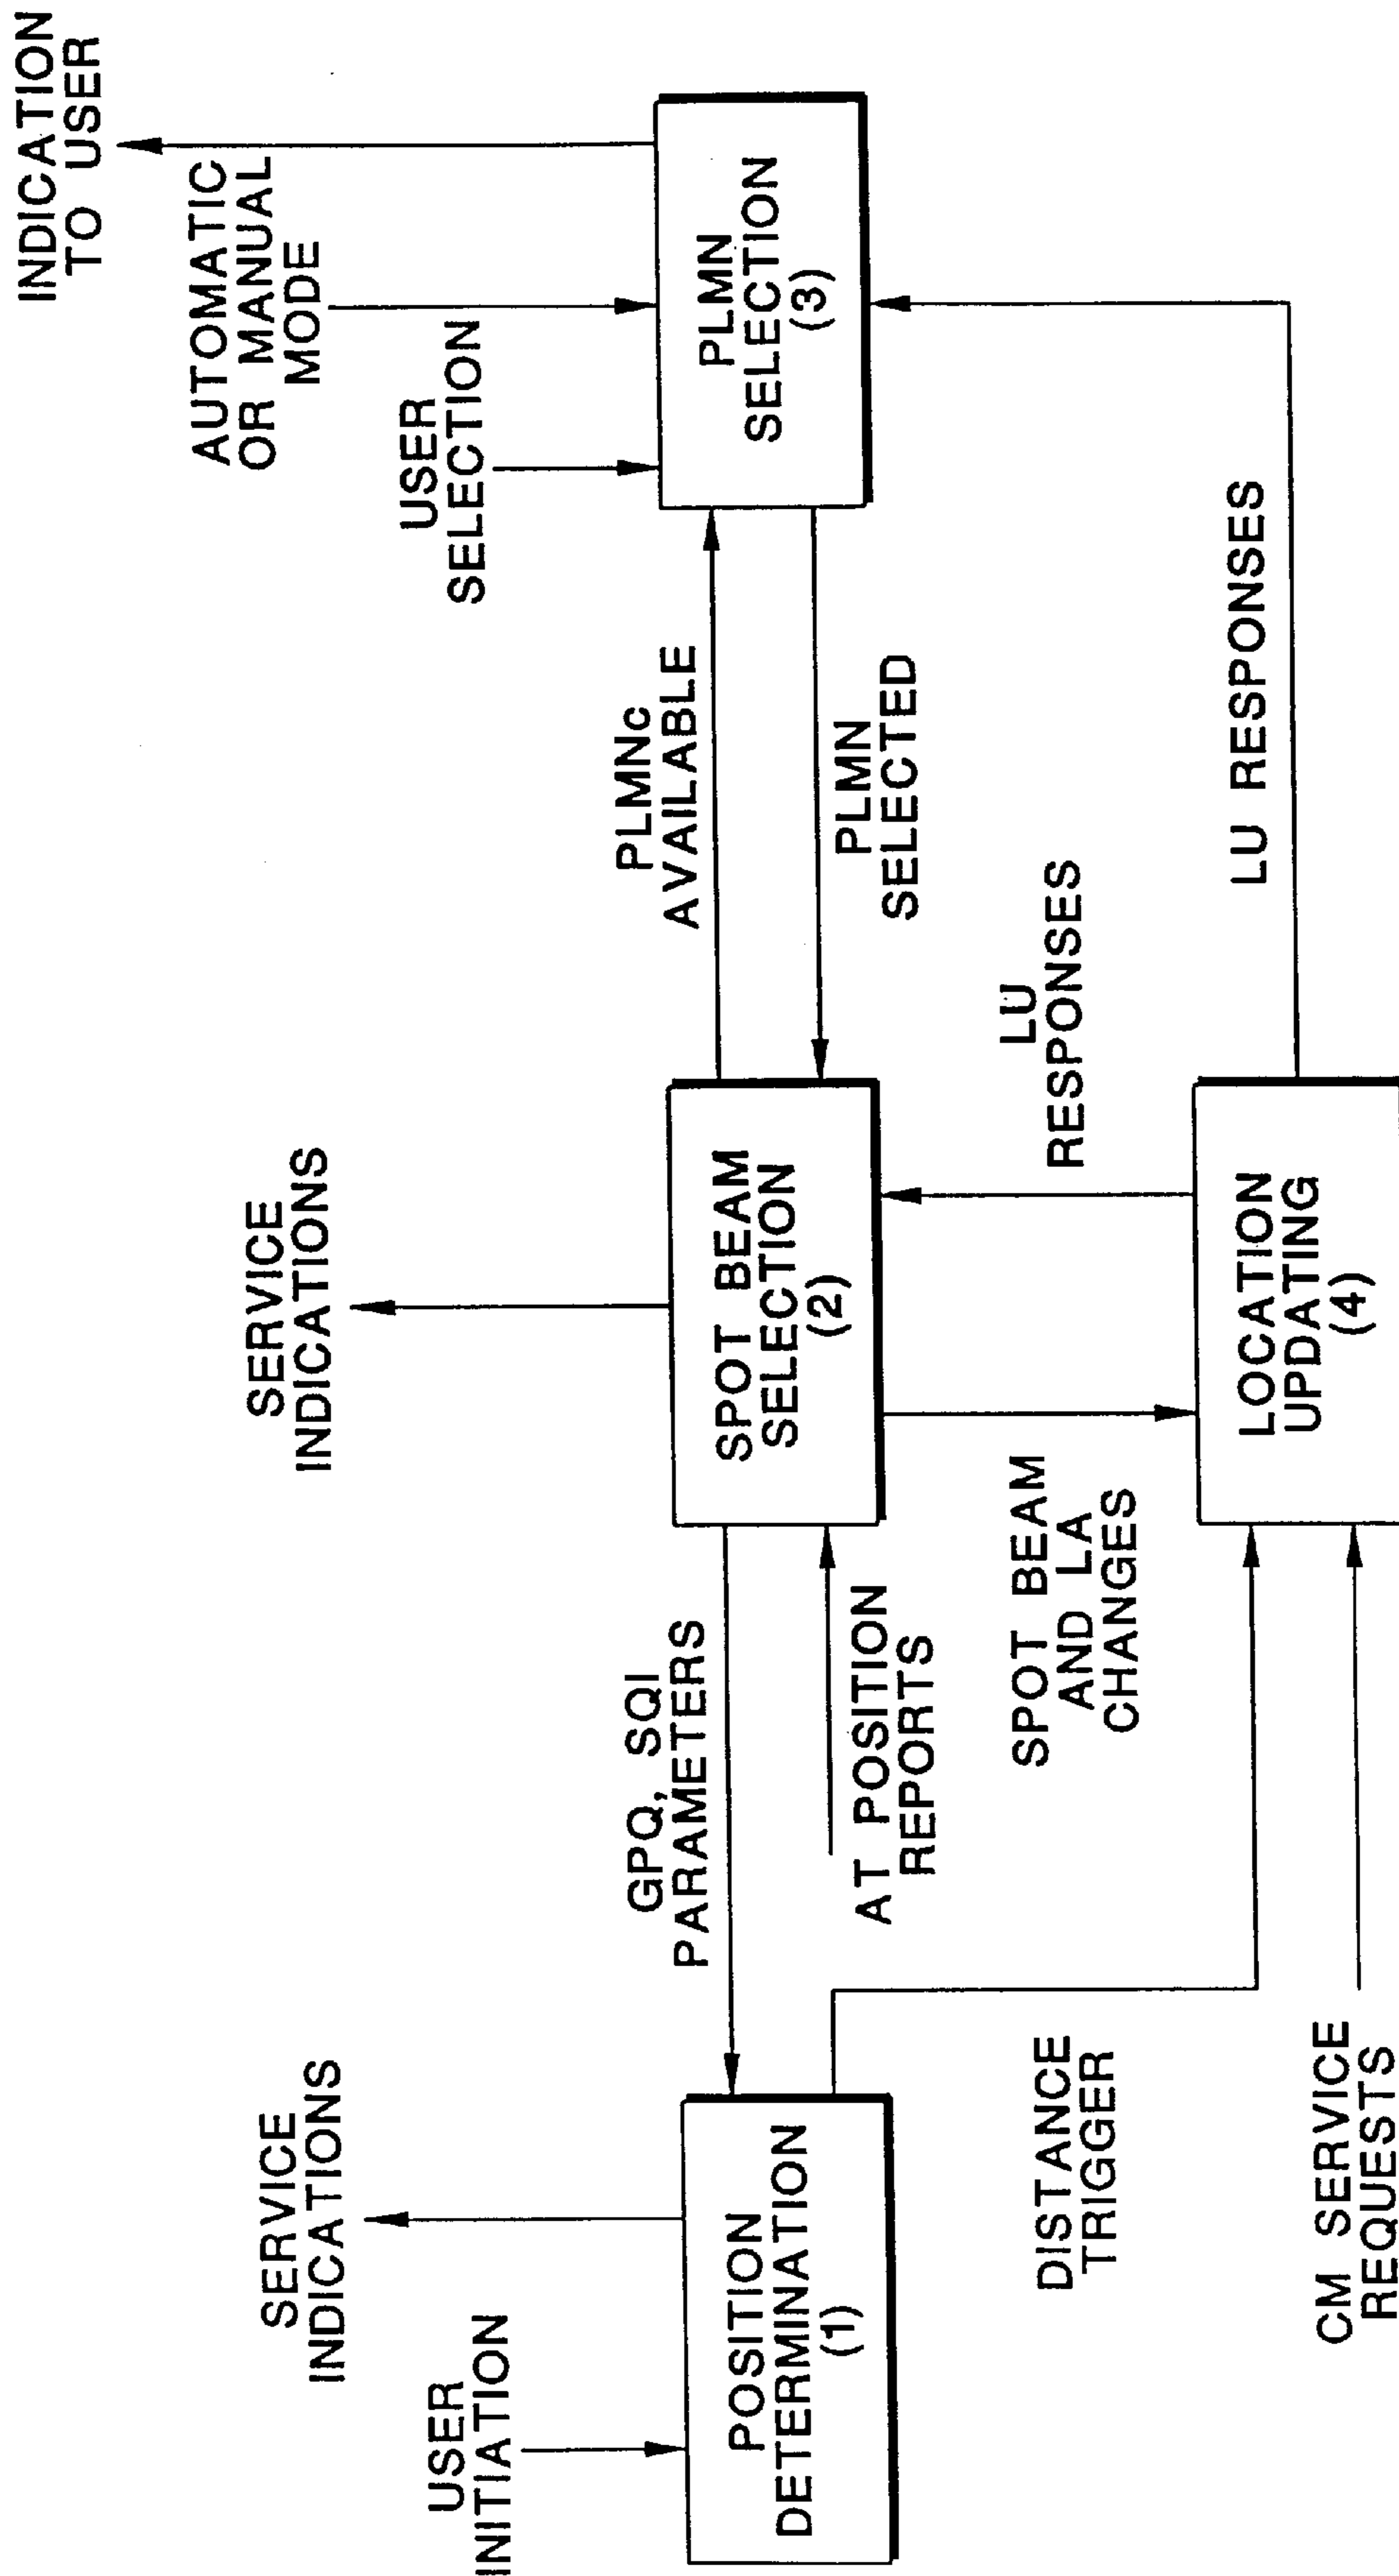 INDICATION
TO USER
AUTOMATIC
OR MANUAL
MODE
USER
SELECTION
PLMN
SELECTION
(3)
PLMNc
AVAILABLE
PLMN
SELECTED
LU RESPONSES
SERVICE
INDICATIONS
SPOT BEAM
SELECTION
(2)
LU
RESPONSES
LOCATION
UPDATING
(4)
SPOT BEAM
AND LA
CHANGES
GPQ, SQI
PARAMETERS
AT POSITION
REPORTS
SERVICE
INDICATIONS
USER
INITIATION
POSITION
DETERMINATION
(1)
DISTANCE
TRIGGER
CM SERVICE
REQUESTS